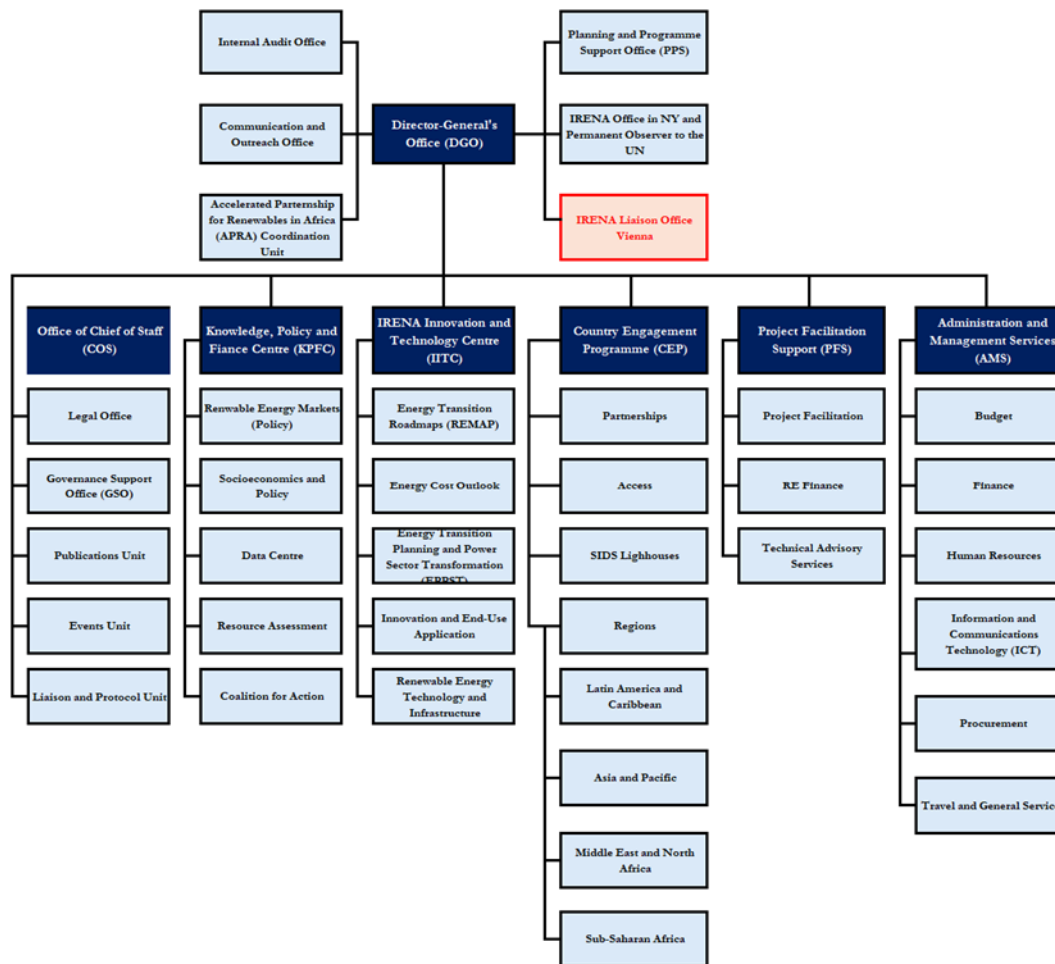 Internal Audit Office
Planning and Programme
Support Office (PPS)
Communication and
Outreach Office
Director-General's
Office (DGO)
IRENA Office in NY and
Permanent Observer to the
UN
Accelerated Parternship
for Renewables in Africa
(APRA) Coordination
Unit
IRENA Liaison Office
Vienna
Office of Chief of Staff
(COS)
Legal Office
Governance Support
Office (GSO)
Publications Unit
Events Unit
Liaison and Protocol Unit
Knowledge, Policy and
Fiance Centre (KPFC)
Renwable Energy Markets
(Policy)
Socioeconomics and
Policy
Data Centre
Resource Assessment
Coalition for Action
IRENA Innovation and
Technology Centre (IITC)
Energy Transition
Roadmaps (REMAP)
Energy Cost Outlook
Energy Transition
Planning and Power
Sector Transformation
Innovation and End-Use
Application
Renewable Energy
Technology and
Infrastructure
Country Engagement
Programme (CEP)
Partnerships
Access
SIDS Lighhouses
Regions
Latin America and
Caribbean
Asia and Pacific
Middle East and North
Africa
Sub-Saharan Africa
Project Facilitation
Support (PFS)
Project Facilitation
RE Finance
Technical Advisory
Services
Administration and
Management Services
(AMS)
Budget
Finance
Human Resources
Information and
Communications
Technology (ICT)
Procurement
Travel and General Service